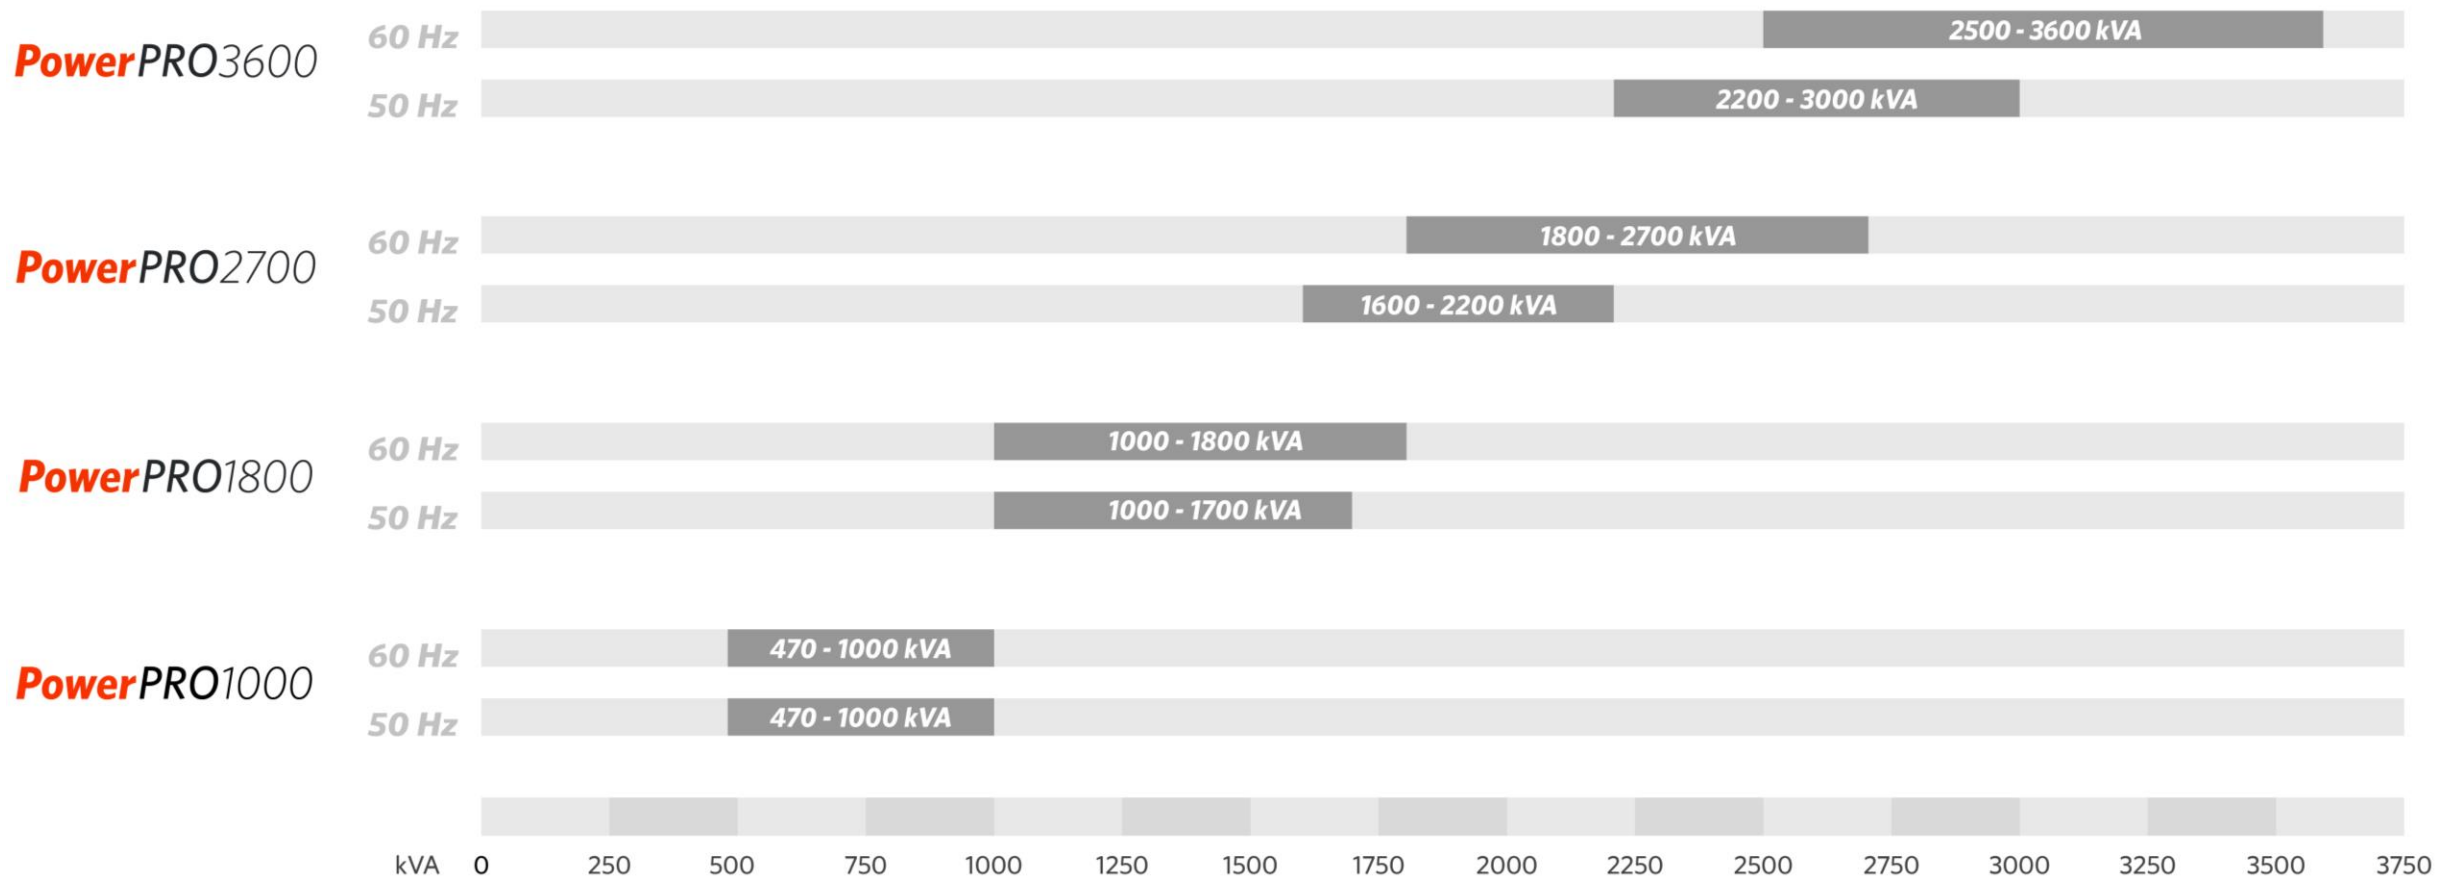 60 Hz 2500 - 3600 kVA
PowerPRO3600
50 Hz 2200 - 3000 kVA
60 Hz 1800 - 2700 kVA
PowerPRO2700
50 Hz 1600 - 2200 kVA
60 Hz 1000 - 1800 kVA
PowerPRO1800
50 Hz 1000 - 1700 kVA
60 Hz 470 - 1000 kVA
PowerPRO1000
50 Hz 470 - 1000 kVA
kVA 0 250 500 750 1000 1250 1500 1750 2000 2250 2500 2750 3000 3250 3500 3750